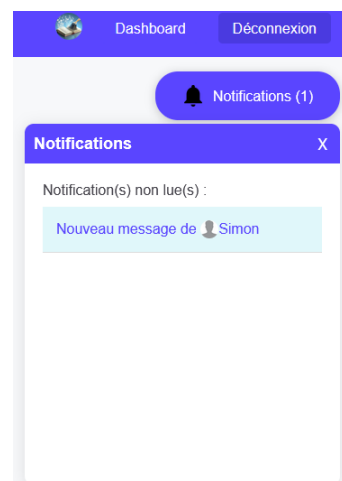 Dashboard Déconnexion
Notifications (1)
Notifications X
Notification(s) non lue(s) :
Nouveau message de Simon